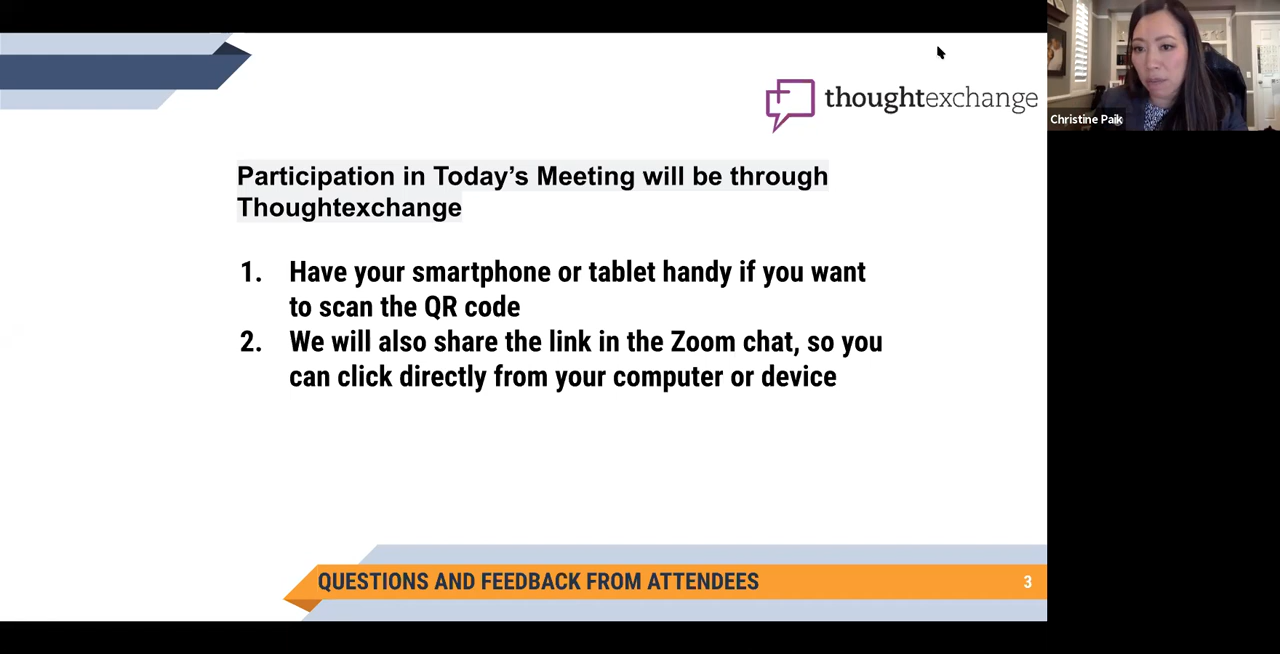 thoughtexchange
Christine Paik
Participation in Today’s Meeting will be through
Thoughtexchange
1. Have your smartphone or tablet handy if you want
to scan the QR code
2. We will also share the link in the Zoom chat, so you
can click directly from your computer or device
QUESTIONS AND FEEDBACK FROM ATTENDEES
3